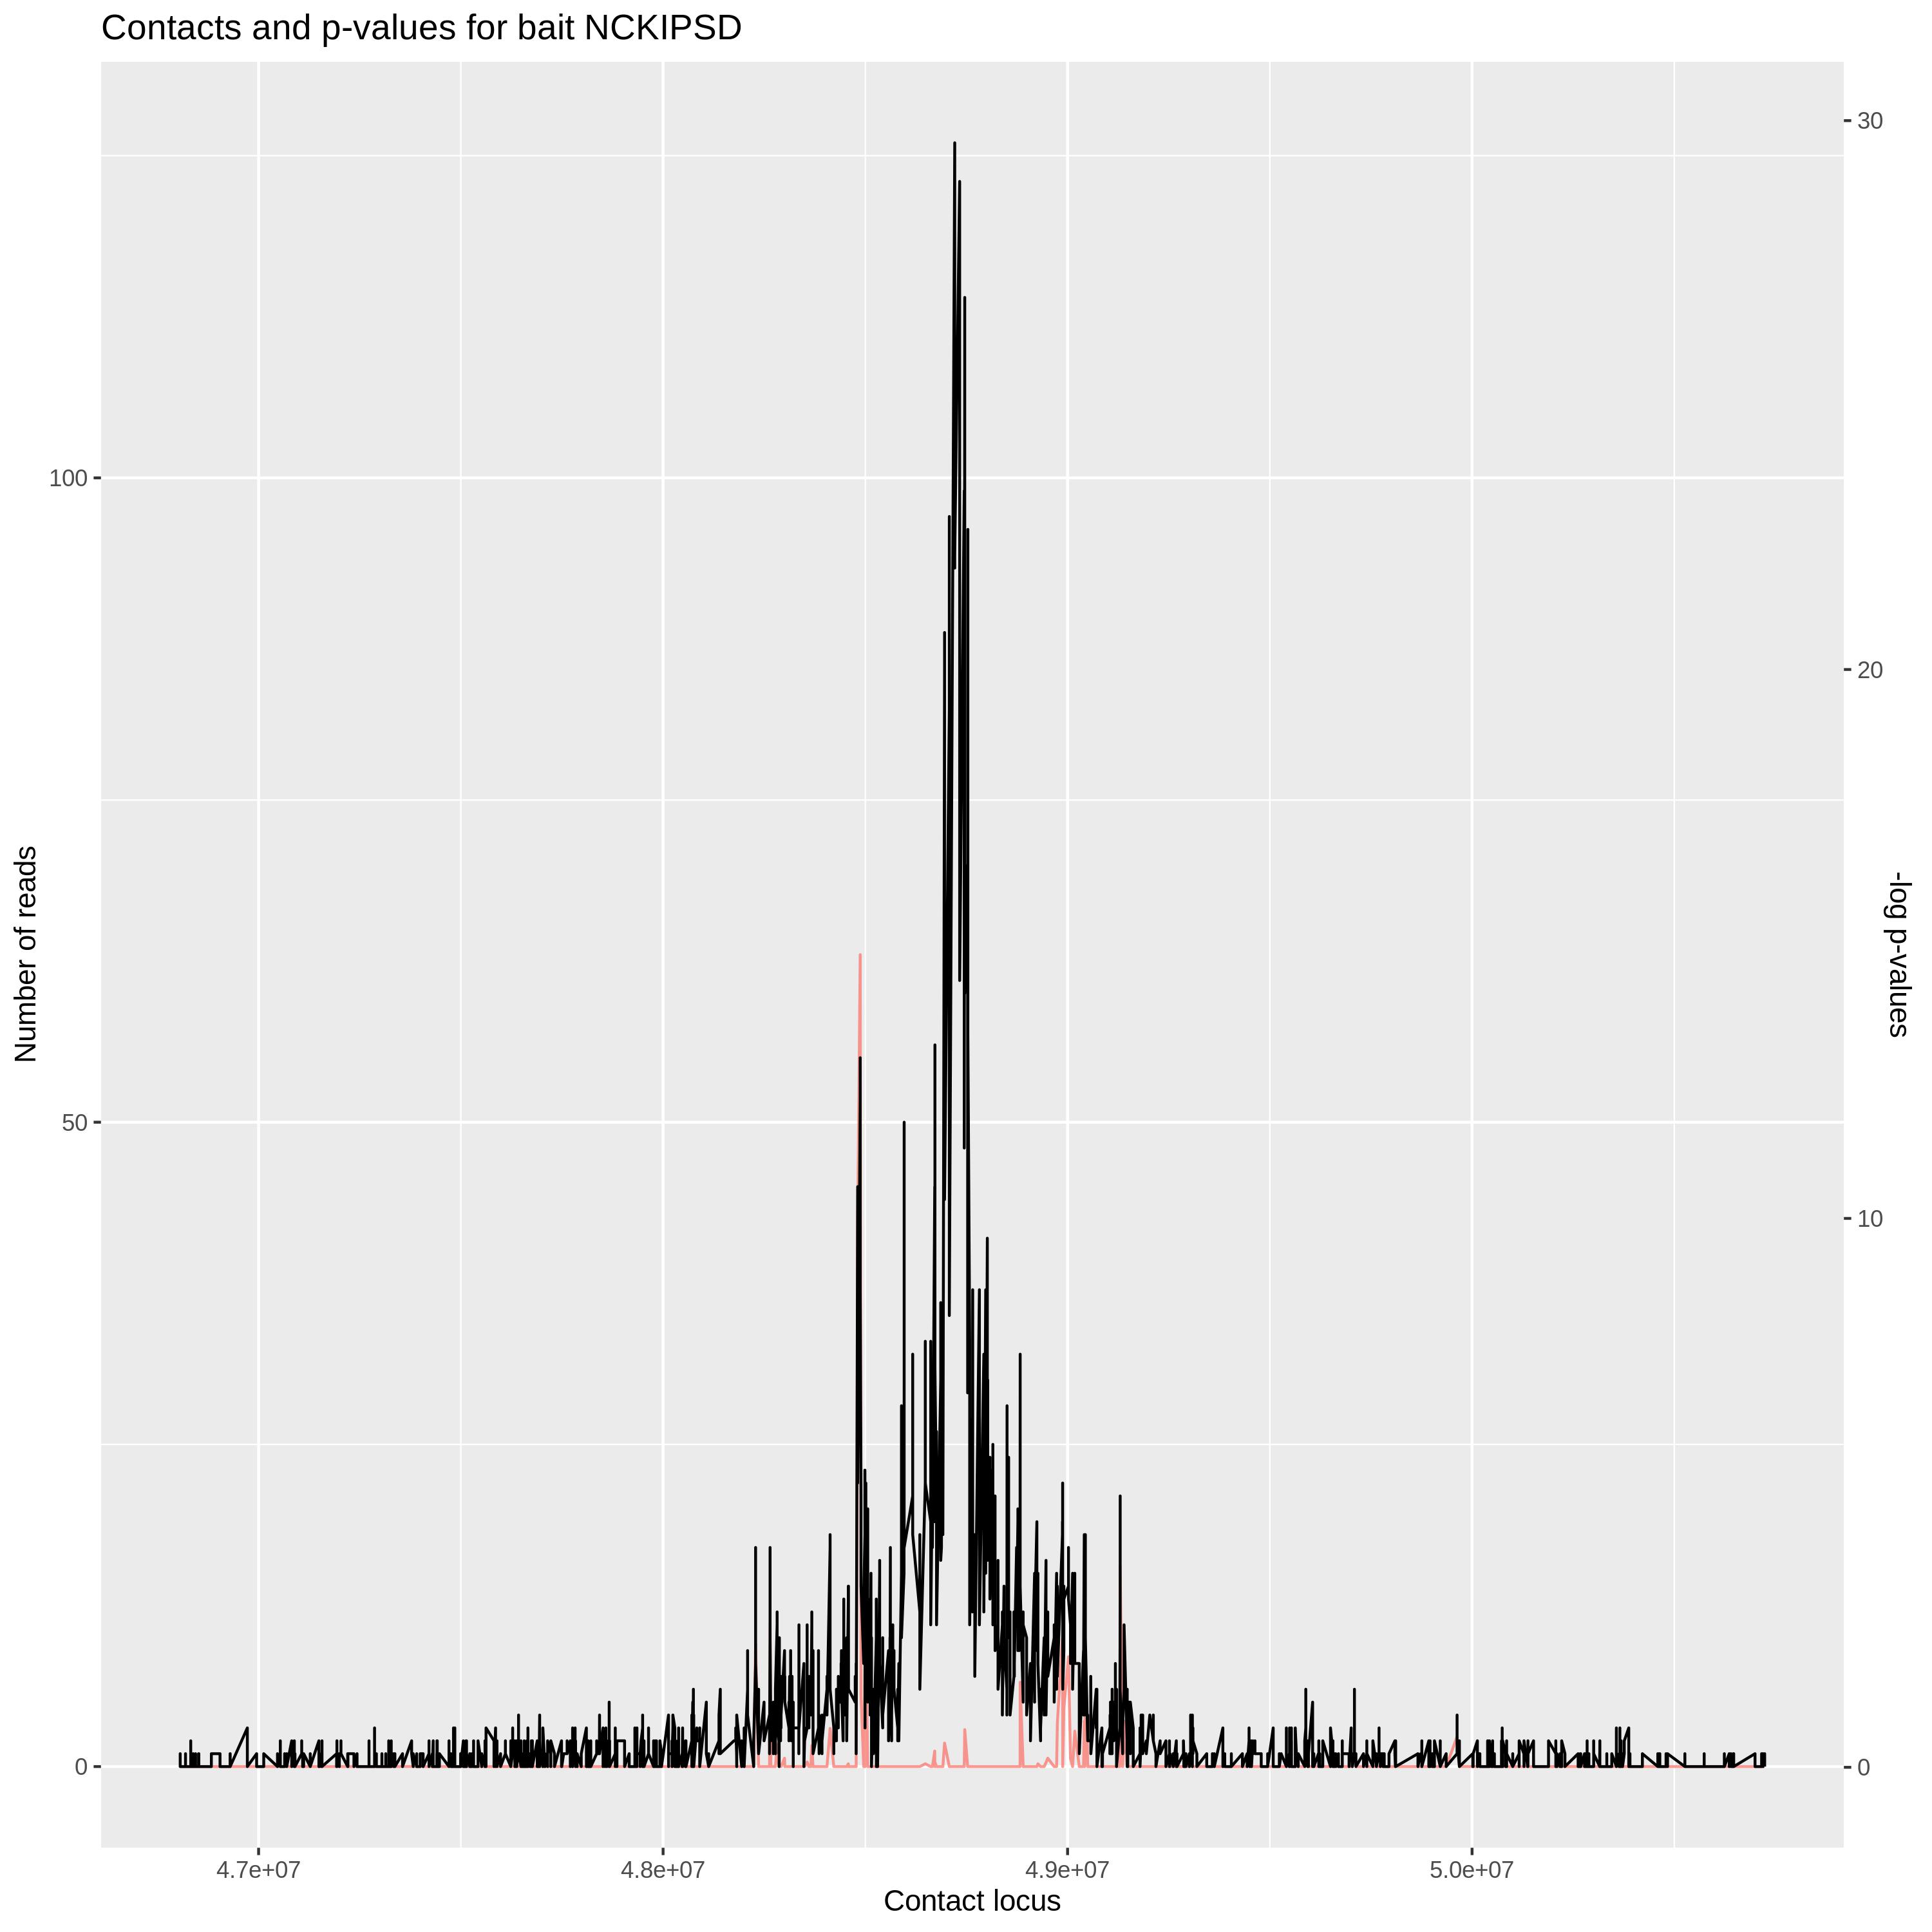 Contacts and p-values for bait NCKIPSD
Number of reads
100
50
0
30
20
10
0
-log p-values
4.7e+07
4.8e+07
4.9e+07
5.0e+07
Contact locus